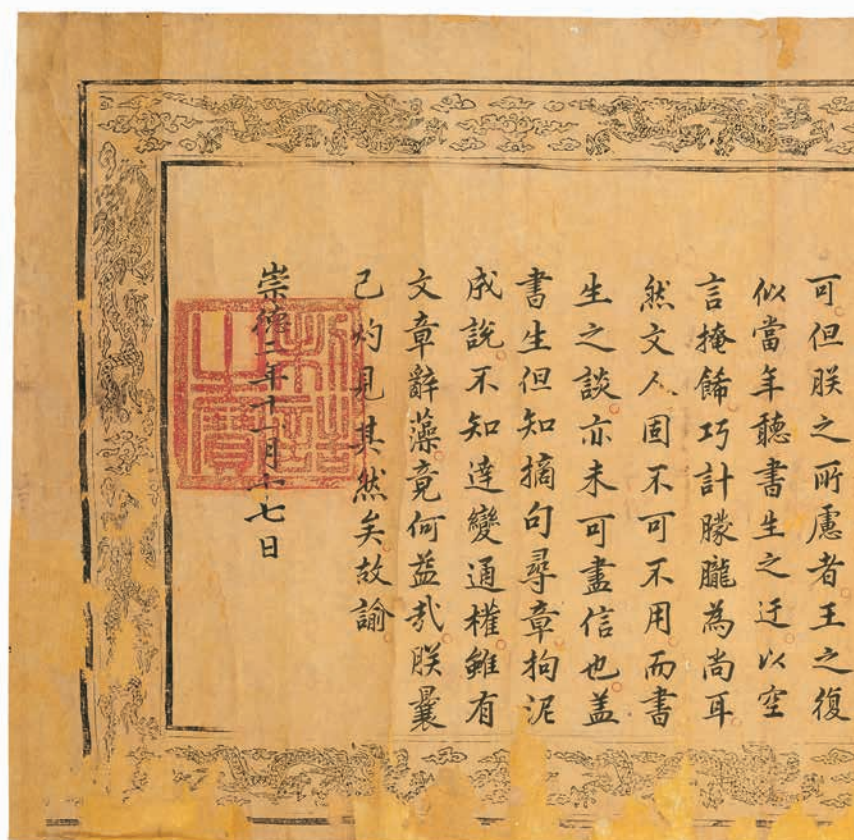 可但朕之所慮者王之復
似當年聽書生之迂以空
言掩餙巧計朦朧為尚耳
然文人固不可不用而書
生之談亦未可盡信也盖
書生但知摘句尋章拘泥
成說不知達變通權雖有
文章辭藻竟何益哉朕曩
已灼見其然矣故諭
崇德二年十一月十七日